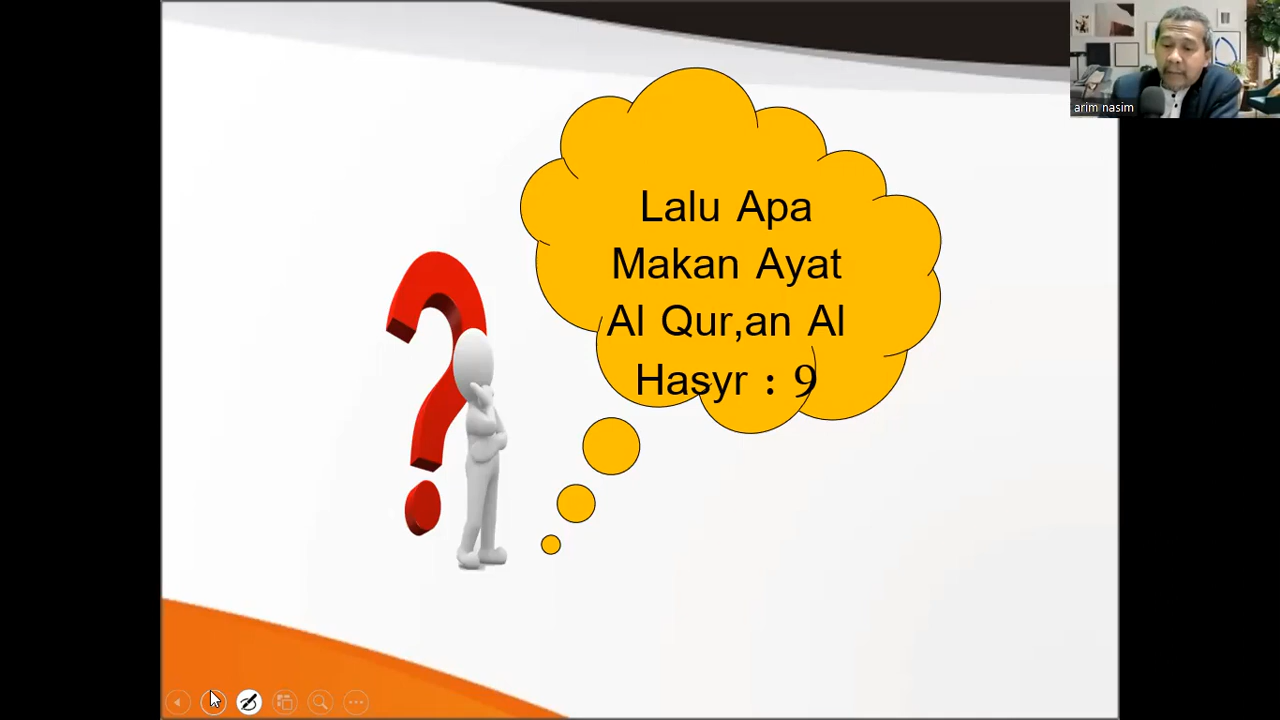 arim nasim
Lalu Apa
Makan Ayat
Al Qur,an Al
Hasyr : 9